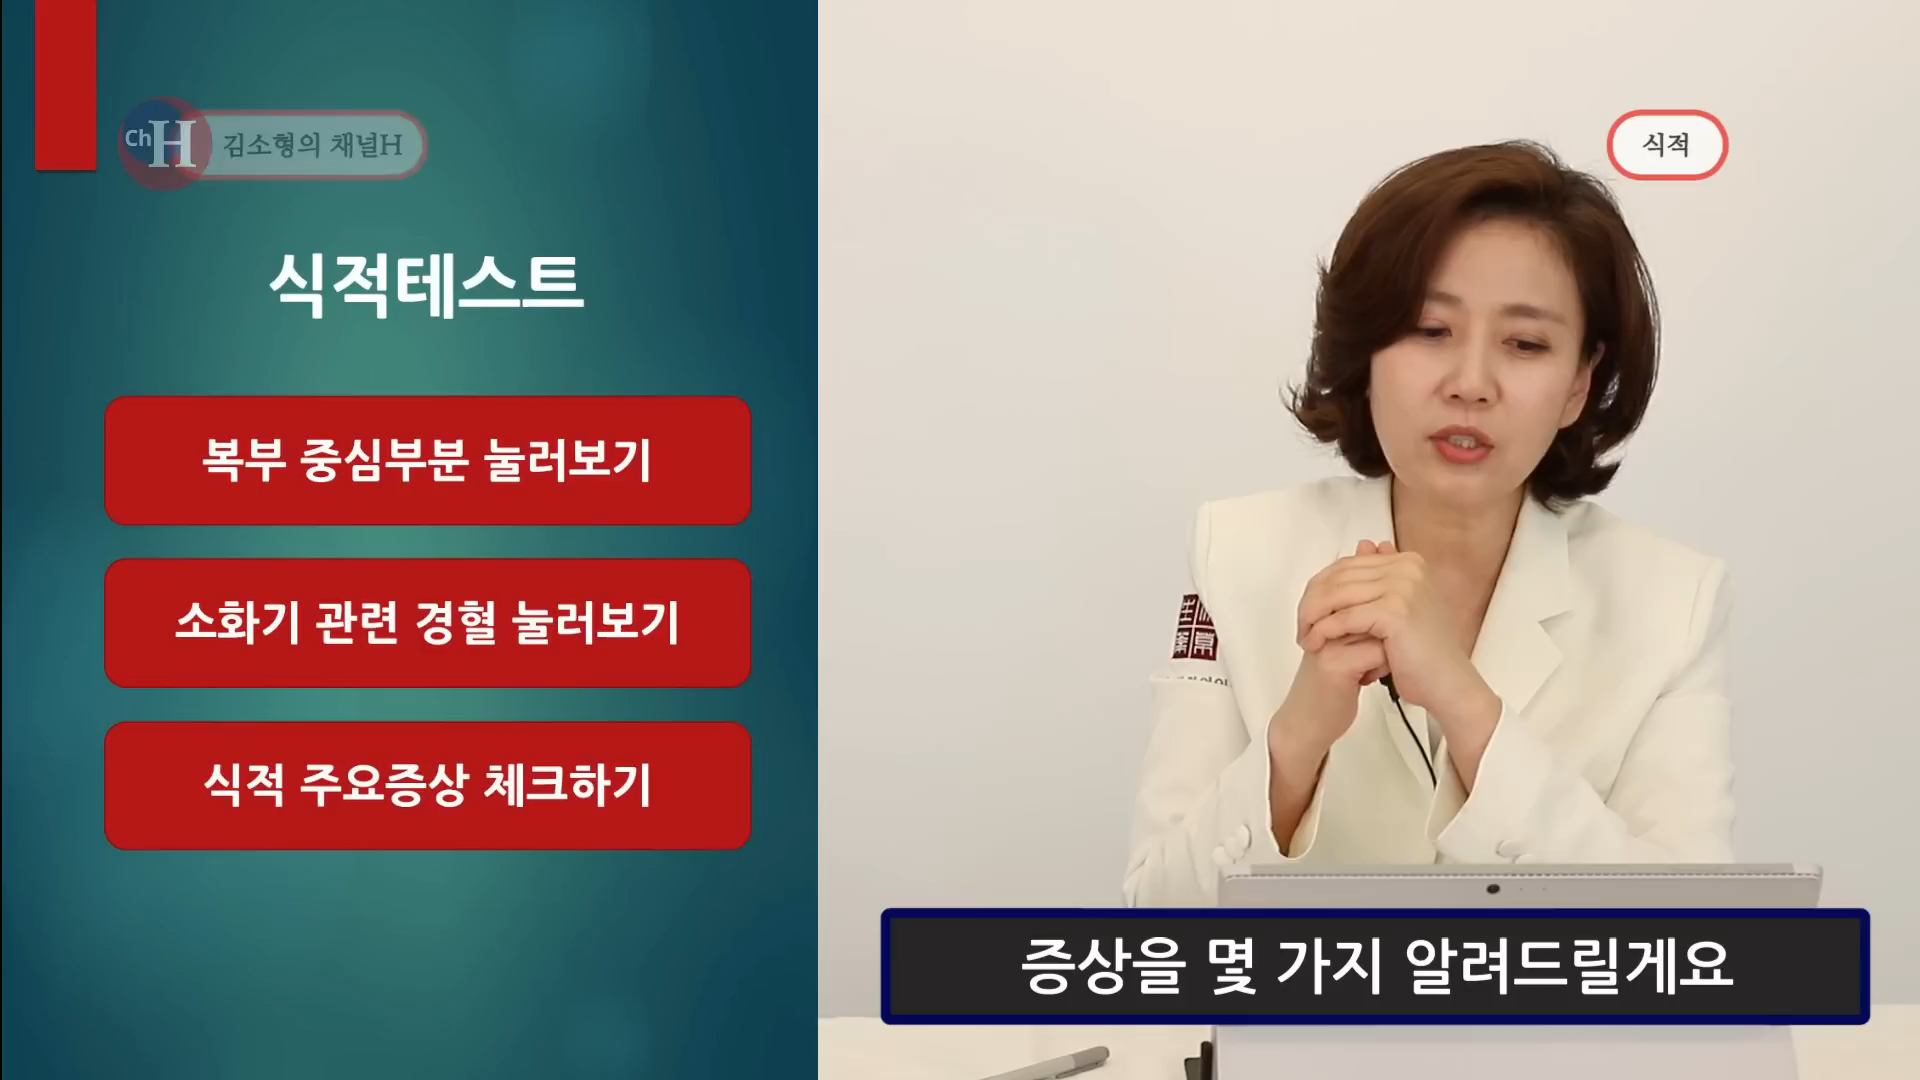 ChH 김소형의 채널H
식적
식적테스트
복부 중심부분 눌러보기
소화기 관련 경혈 눌러보기
식적 주요증상 체크하기
증상을 몇 가지 알려드릴게요